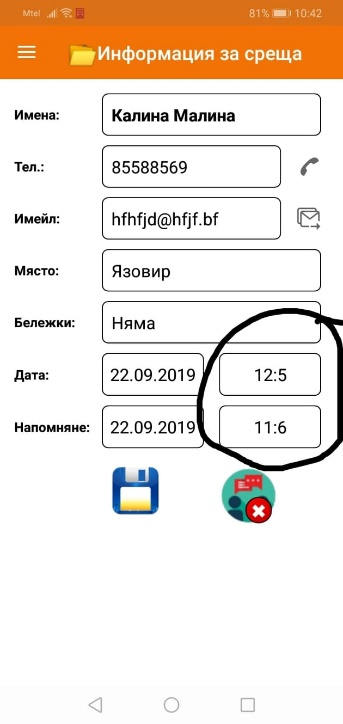 Mtel 81% 10:42
Информация за среща
Имена: Калина Малина
Тел.: 85588569
Имейл: hfhfjd@hfjf.bf
Място: Язовир
Бележки: Няма
Дата: 22.09.2019 12:5
Напомняне: 22.09.2019 11:6